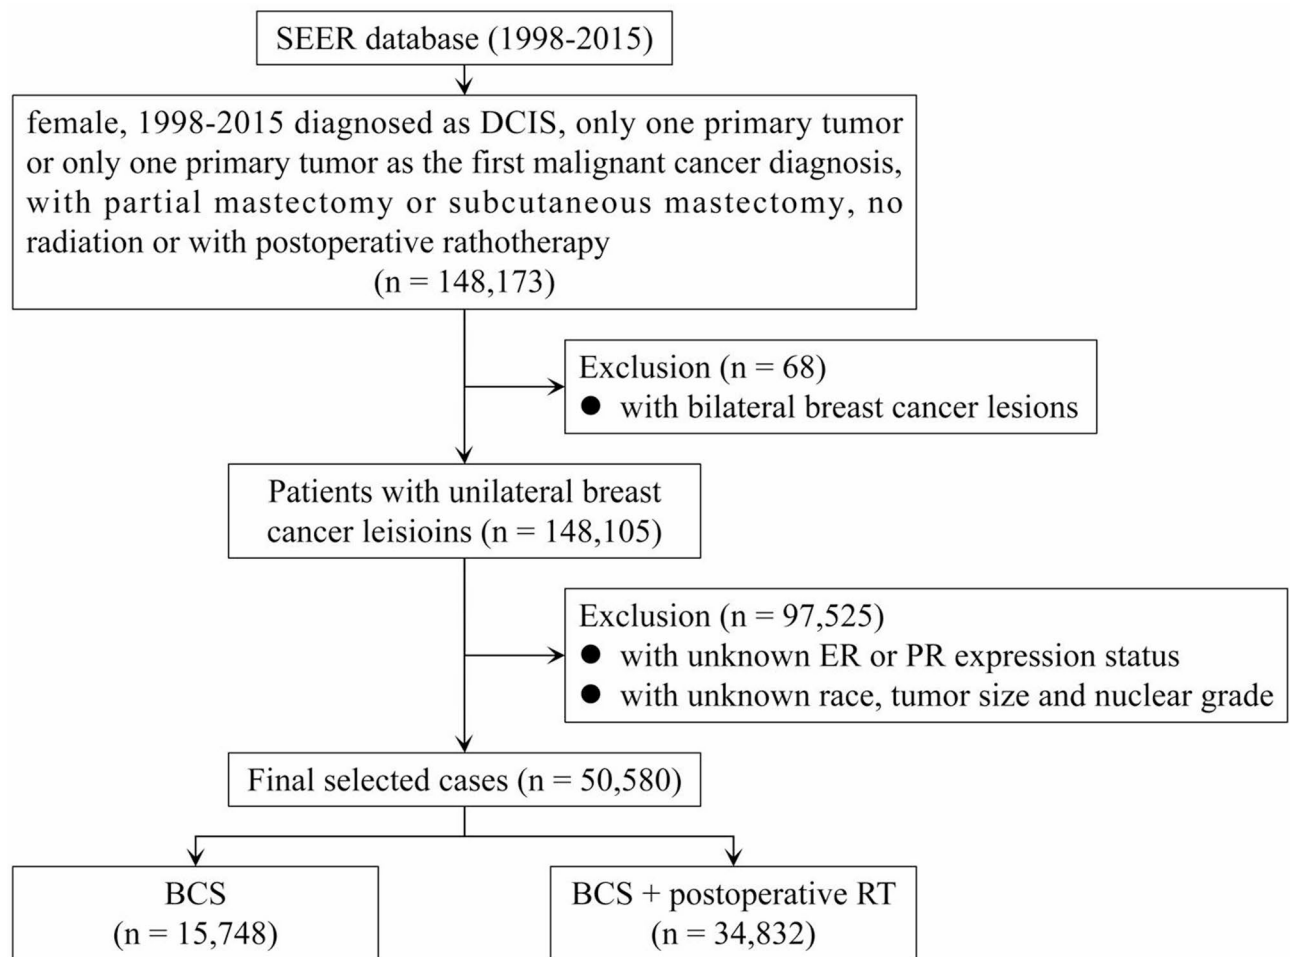 SEER database (1998-2015)
female, 1998-2015 diagnosed as DCIS, only one primary tumor
or only one primary tumor as the first malignant cancer diagnosis,
with partial mastectomy or subcutaneous mastectomy, no
radiation or with postoperative rathotherapy
(n = 148,173)
Exclusion (n = 68)
● with bilateral breast cancer lesions
Patients with unilateral breast
cancer leisioins (n = 148,105)
Exclusion (n = 97,525)
● with unknown ER or PR expression status
● with unknown race, tumor size and nuclear grade
Final selected cases (n = 50,580)
BCS
(n = 15,748)
BCS + postoperative RT
(n = 34,832)